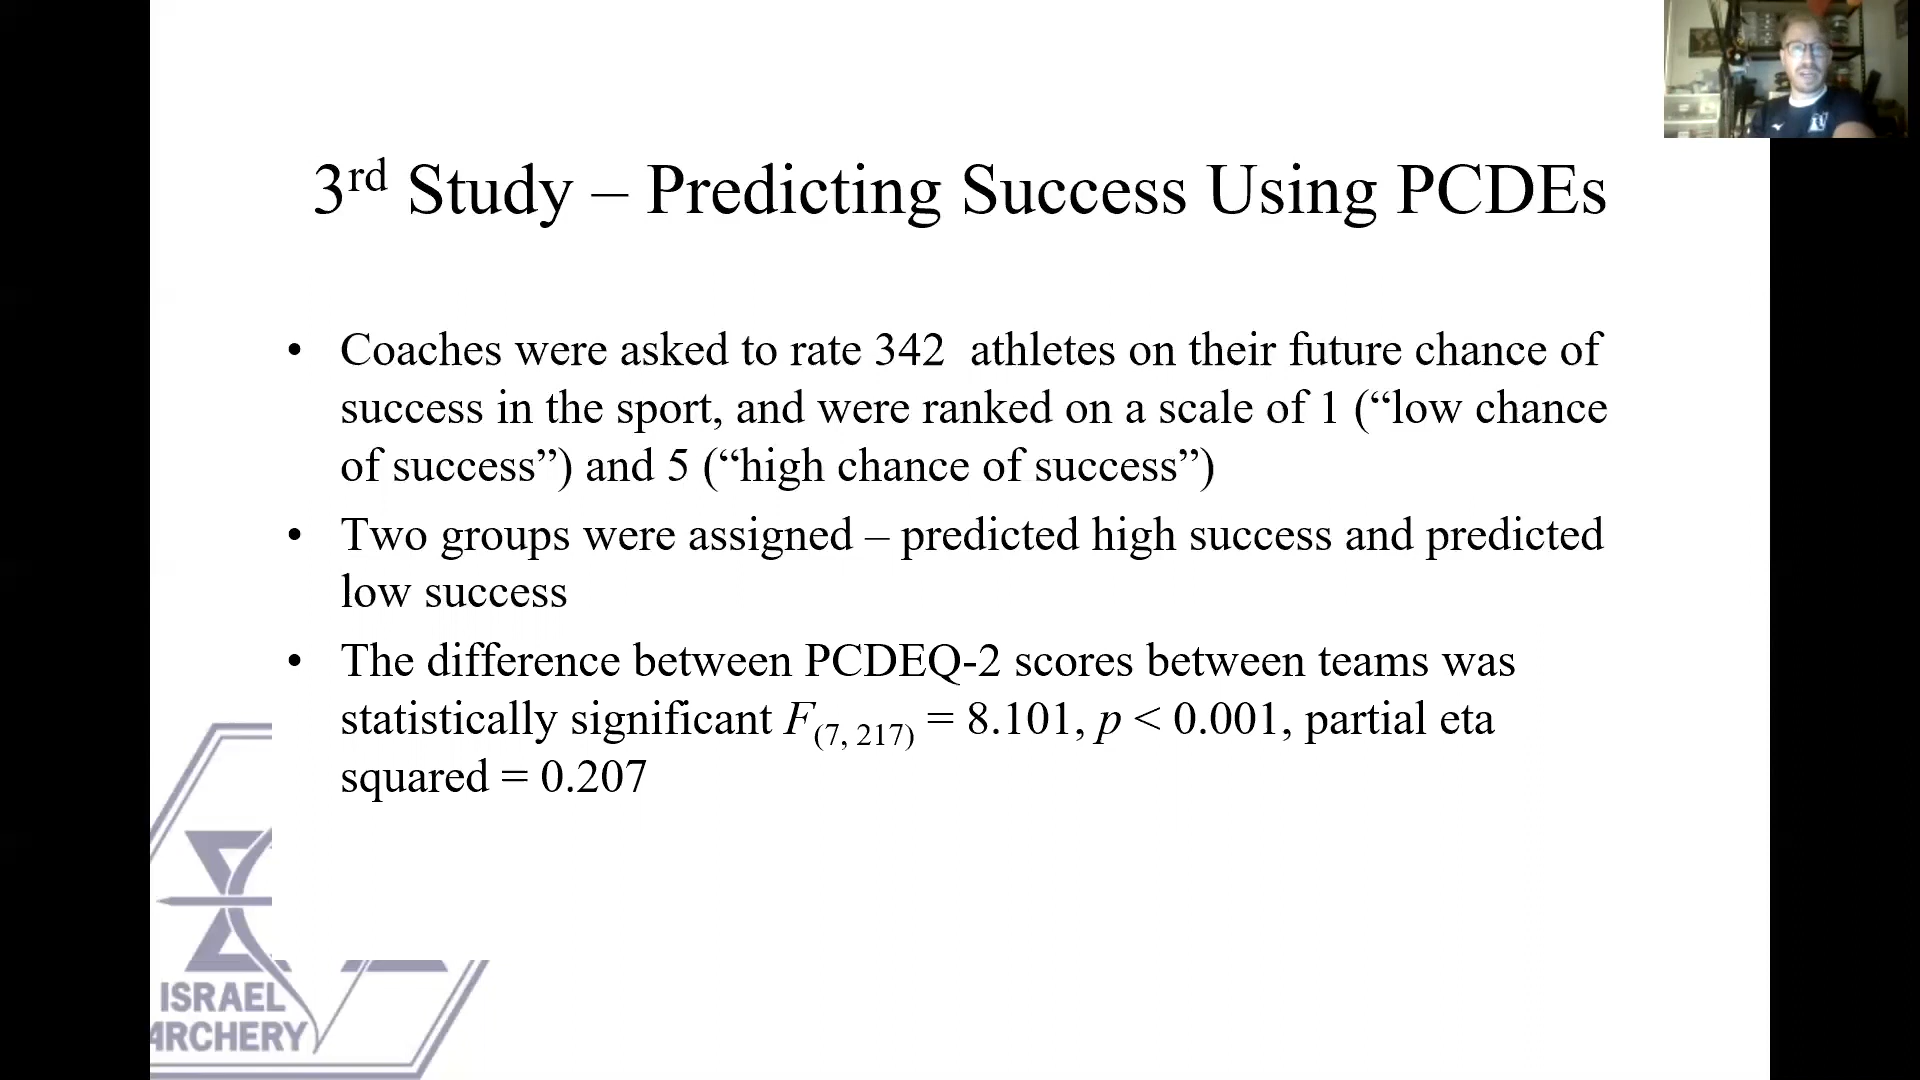 3rd Study – Predicting Success Using PCDEs
• Coaches were asked to rate 342  athletes on their future chance of
success in the sport, and were ranked on a scale of 1 (“low chance
of success”) and 5 (“high chance of success”)
• Two groups were assigned – predicted high success and predicted
low success
• The difference between PCDEQ-2 scores between teams was
statistically significant F(7, 217) = 8.101, p < 0.001, partial eta
squared = 0.207
ISRAEL
ARCHERY